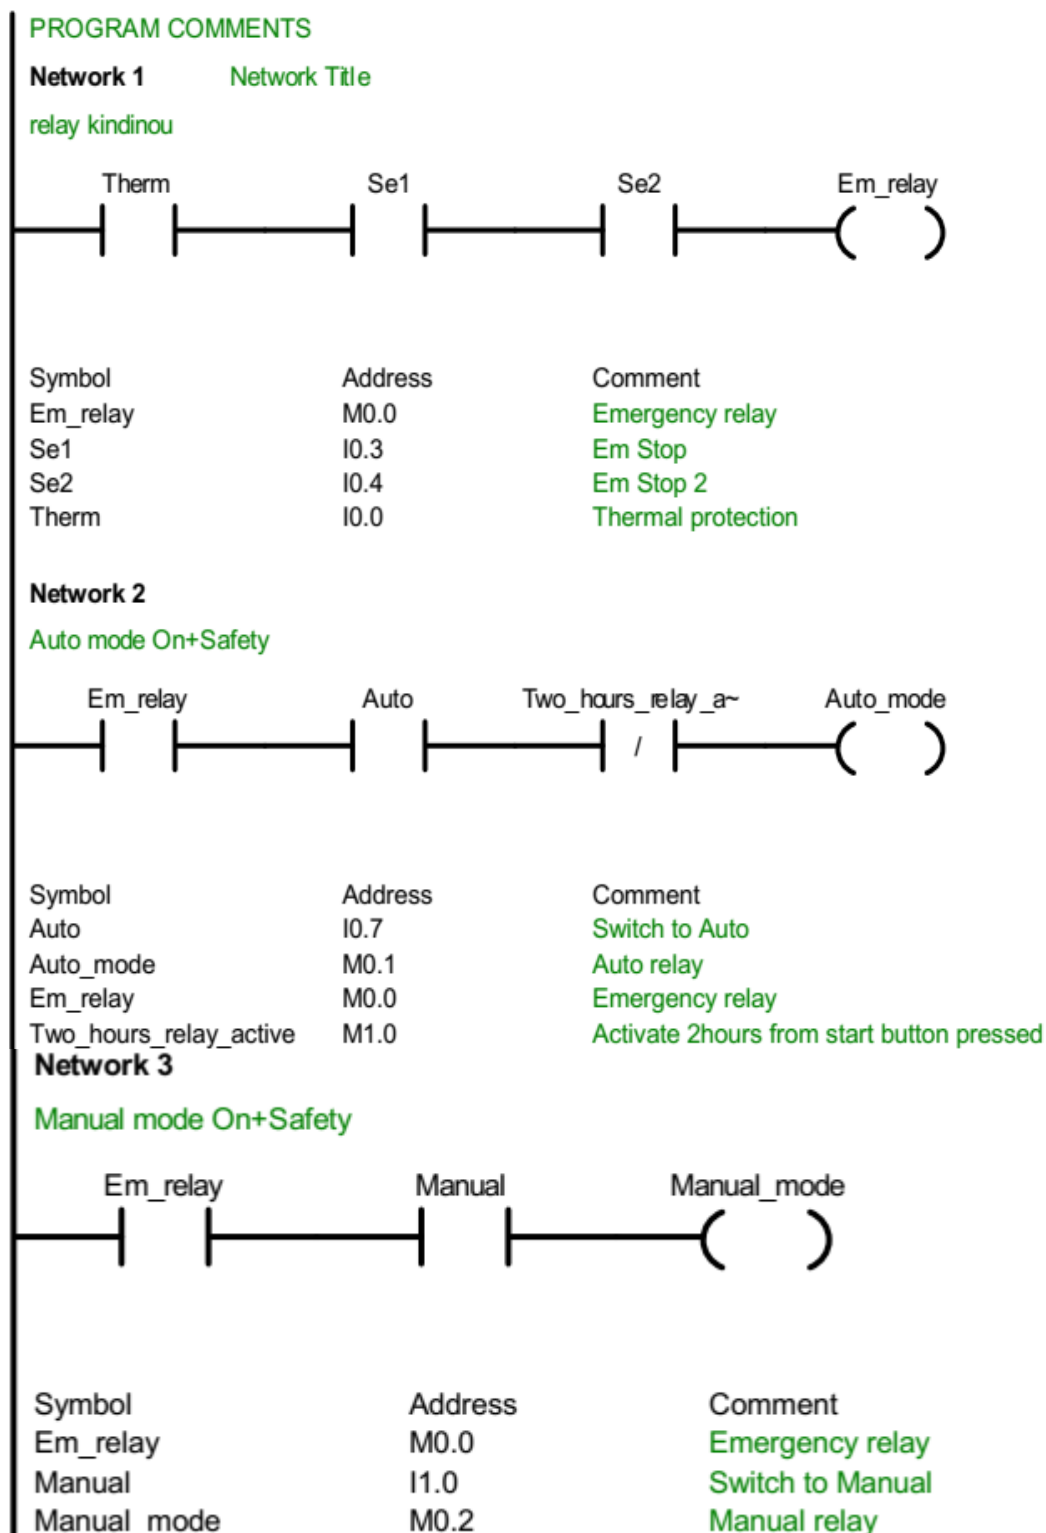 PROGRAM COMMENTS
Network 1 Network Title
relay kindinou
Therm Se1 Se2 Em_relay
Symbol Address Comment
Em_relay M0.0 Emergency relay
Se1 I0.3 Em Stop
Se2 I0.4 Em Stop 2
Therm I0.0 Thermal protection
Network 2
Auto mode On+Safety
Em_relay Auto Two_hours_relay_a~ Auto_mode
/
Symbol Address Comment
Auto I0.7 Switch to Auto
Auto_mode M0.1 Auto relay
Em_relay M0.0 Emergency relay
Two_hours_relay_active M1.0 Activate 2hours from start button pressed
Network 3
Manual mode On+Safety
Em_relay Manual Manual_mode
Symbol Address Comment
Em_relay M0.0 Emergency relay
Manual I1.0 Switch to Manual
Manual_mode M0.2 Manual relay